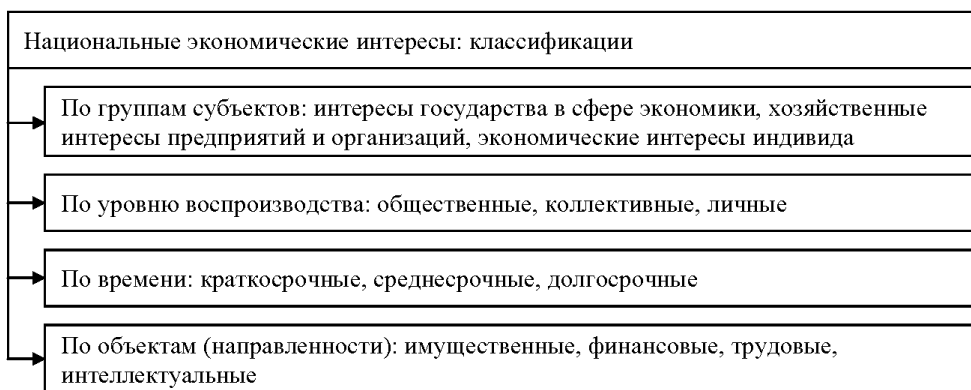 Национальные экономические интересы: классификации
По группам субъектов: интересы государства в сфере экономики, хозяйственные
интересы предприятий и организаций, экономические интересы индивида
По уровню воспроизводства: общественные, коллективные, личные
По времени: краткосрочные, среднесрочные, долгосрочные
По объектам (направленности): имущественные, финансовые, трудовые,
интеллектуальные